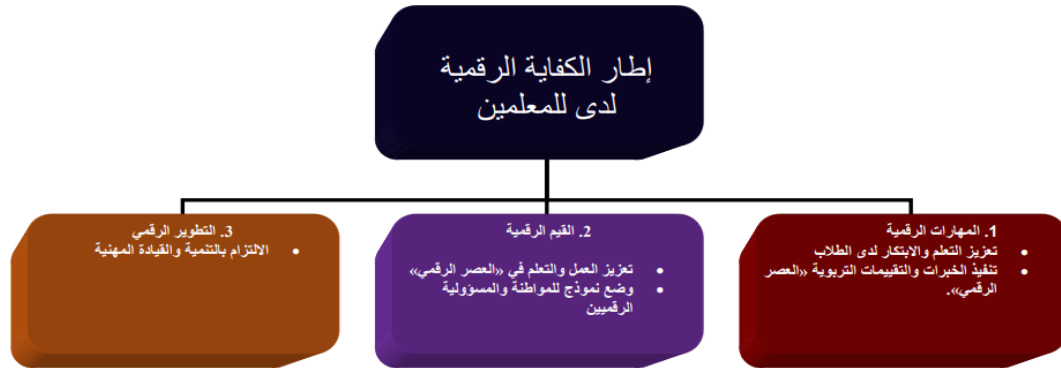 إطار الكفاية الرقمية
لدى للمعلمين
1. المهارات الرقمية
• تعزيز التعلم والابتكار لدى الطلاب
• تنفيذ الخبرات والتقييمات التربوية «العصر
الرقمي».
2. القيم الرقمية
• تعزيز العمل والتعلم في «العصر الرقمي»
• وضع نموذج للمواطنة والمسؤولية
الرقميين
3. التطوير الرقمي
• الالتزام بالتنمية والقيادة المهنية